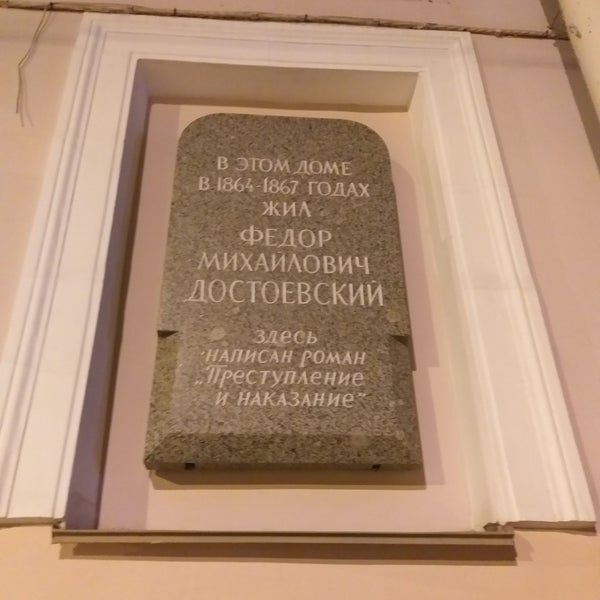 В ЭТОМ ДОМЕ
В 1864-1867 ГОДАХ
ЖИЛ
ФЕДОР
МИХАЙЛОВИЧ
ДОСТОЕВСКИЙ
ЗДЕСЬ
НАПИСАН РОМАН
„Преступление
и наказание"